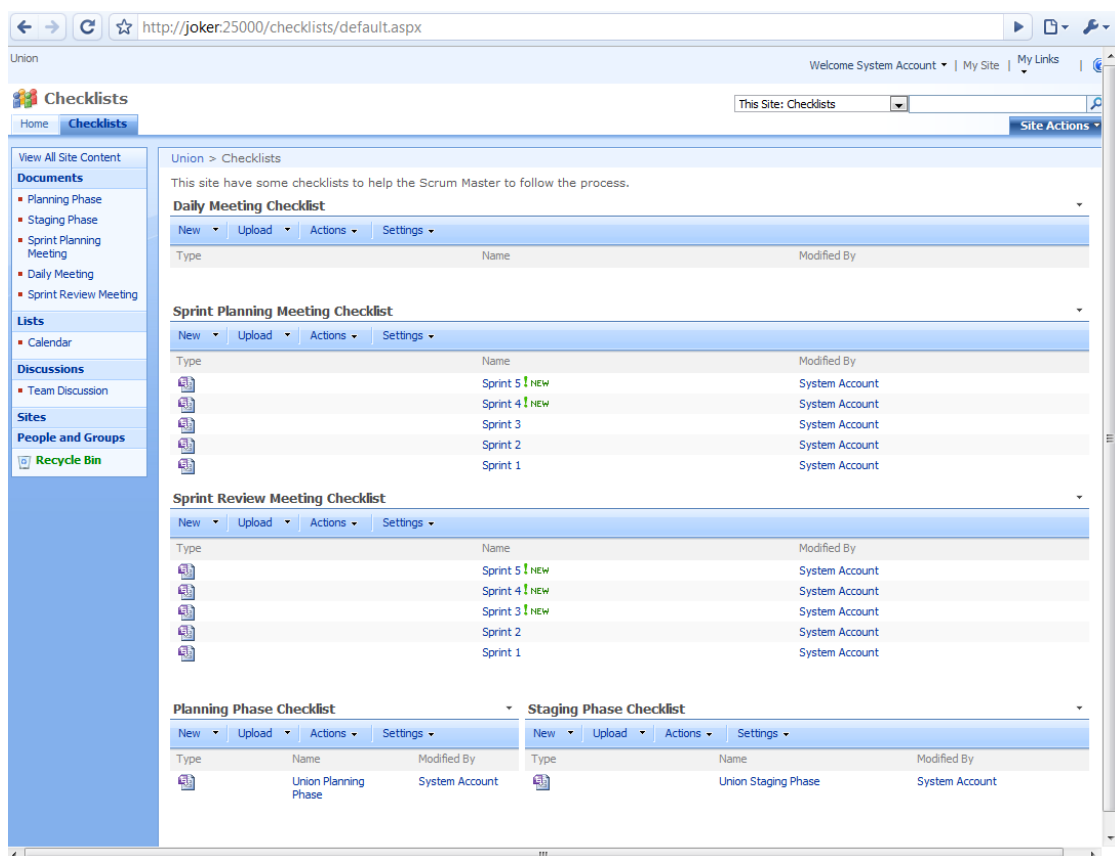 http://joker:25000/checklists/default.aspx
Union
Welcome System Account | My Site | My Links |
Checklists
This Site: Checklists
Home Checklists
Site Actions
View All Site Content
Documents
Planning Phase
Staging Phase
Sprint Planning
Meeting
Daily Meeting
Sprint Review Meeting
Lists
Calendar
Discussions
Team Discussion
Sites
People and Groups
Recycle Bin
Union > Checklists
This site have some checklists to help the Scrum Master to follow the process.
Daily Meeting Checklist
New Upload Actions Settings
Type Name Modified By
Sprint Planning Meeting Checklist
New Upload Actions Settings
Type Name Modified By
Sprint 5 ! NEW System Account
Sprint 4 ! NEW System Account
Sprint 3 System Account
Sprint 2 System Account
Sprint 1 System Account
Sprint Review Meeting Checklist
New Upload Actions Settings
Type Name Modified By
Sprint 5 ! NEW System Account
Sprint 4 ! NEW System Account
Sprint 3 ! NEW System Account
Sprint 2 System Account
Sprint 1 System Account
Planning Phase Checklist
New Upload Actions Settings
Type Name Modified By
Union Planning System Account
Phase
Staging Phase Checklist
New Upload Actions Settings
Type Name Modified By
Union Staging Phase System Account